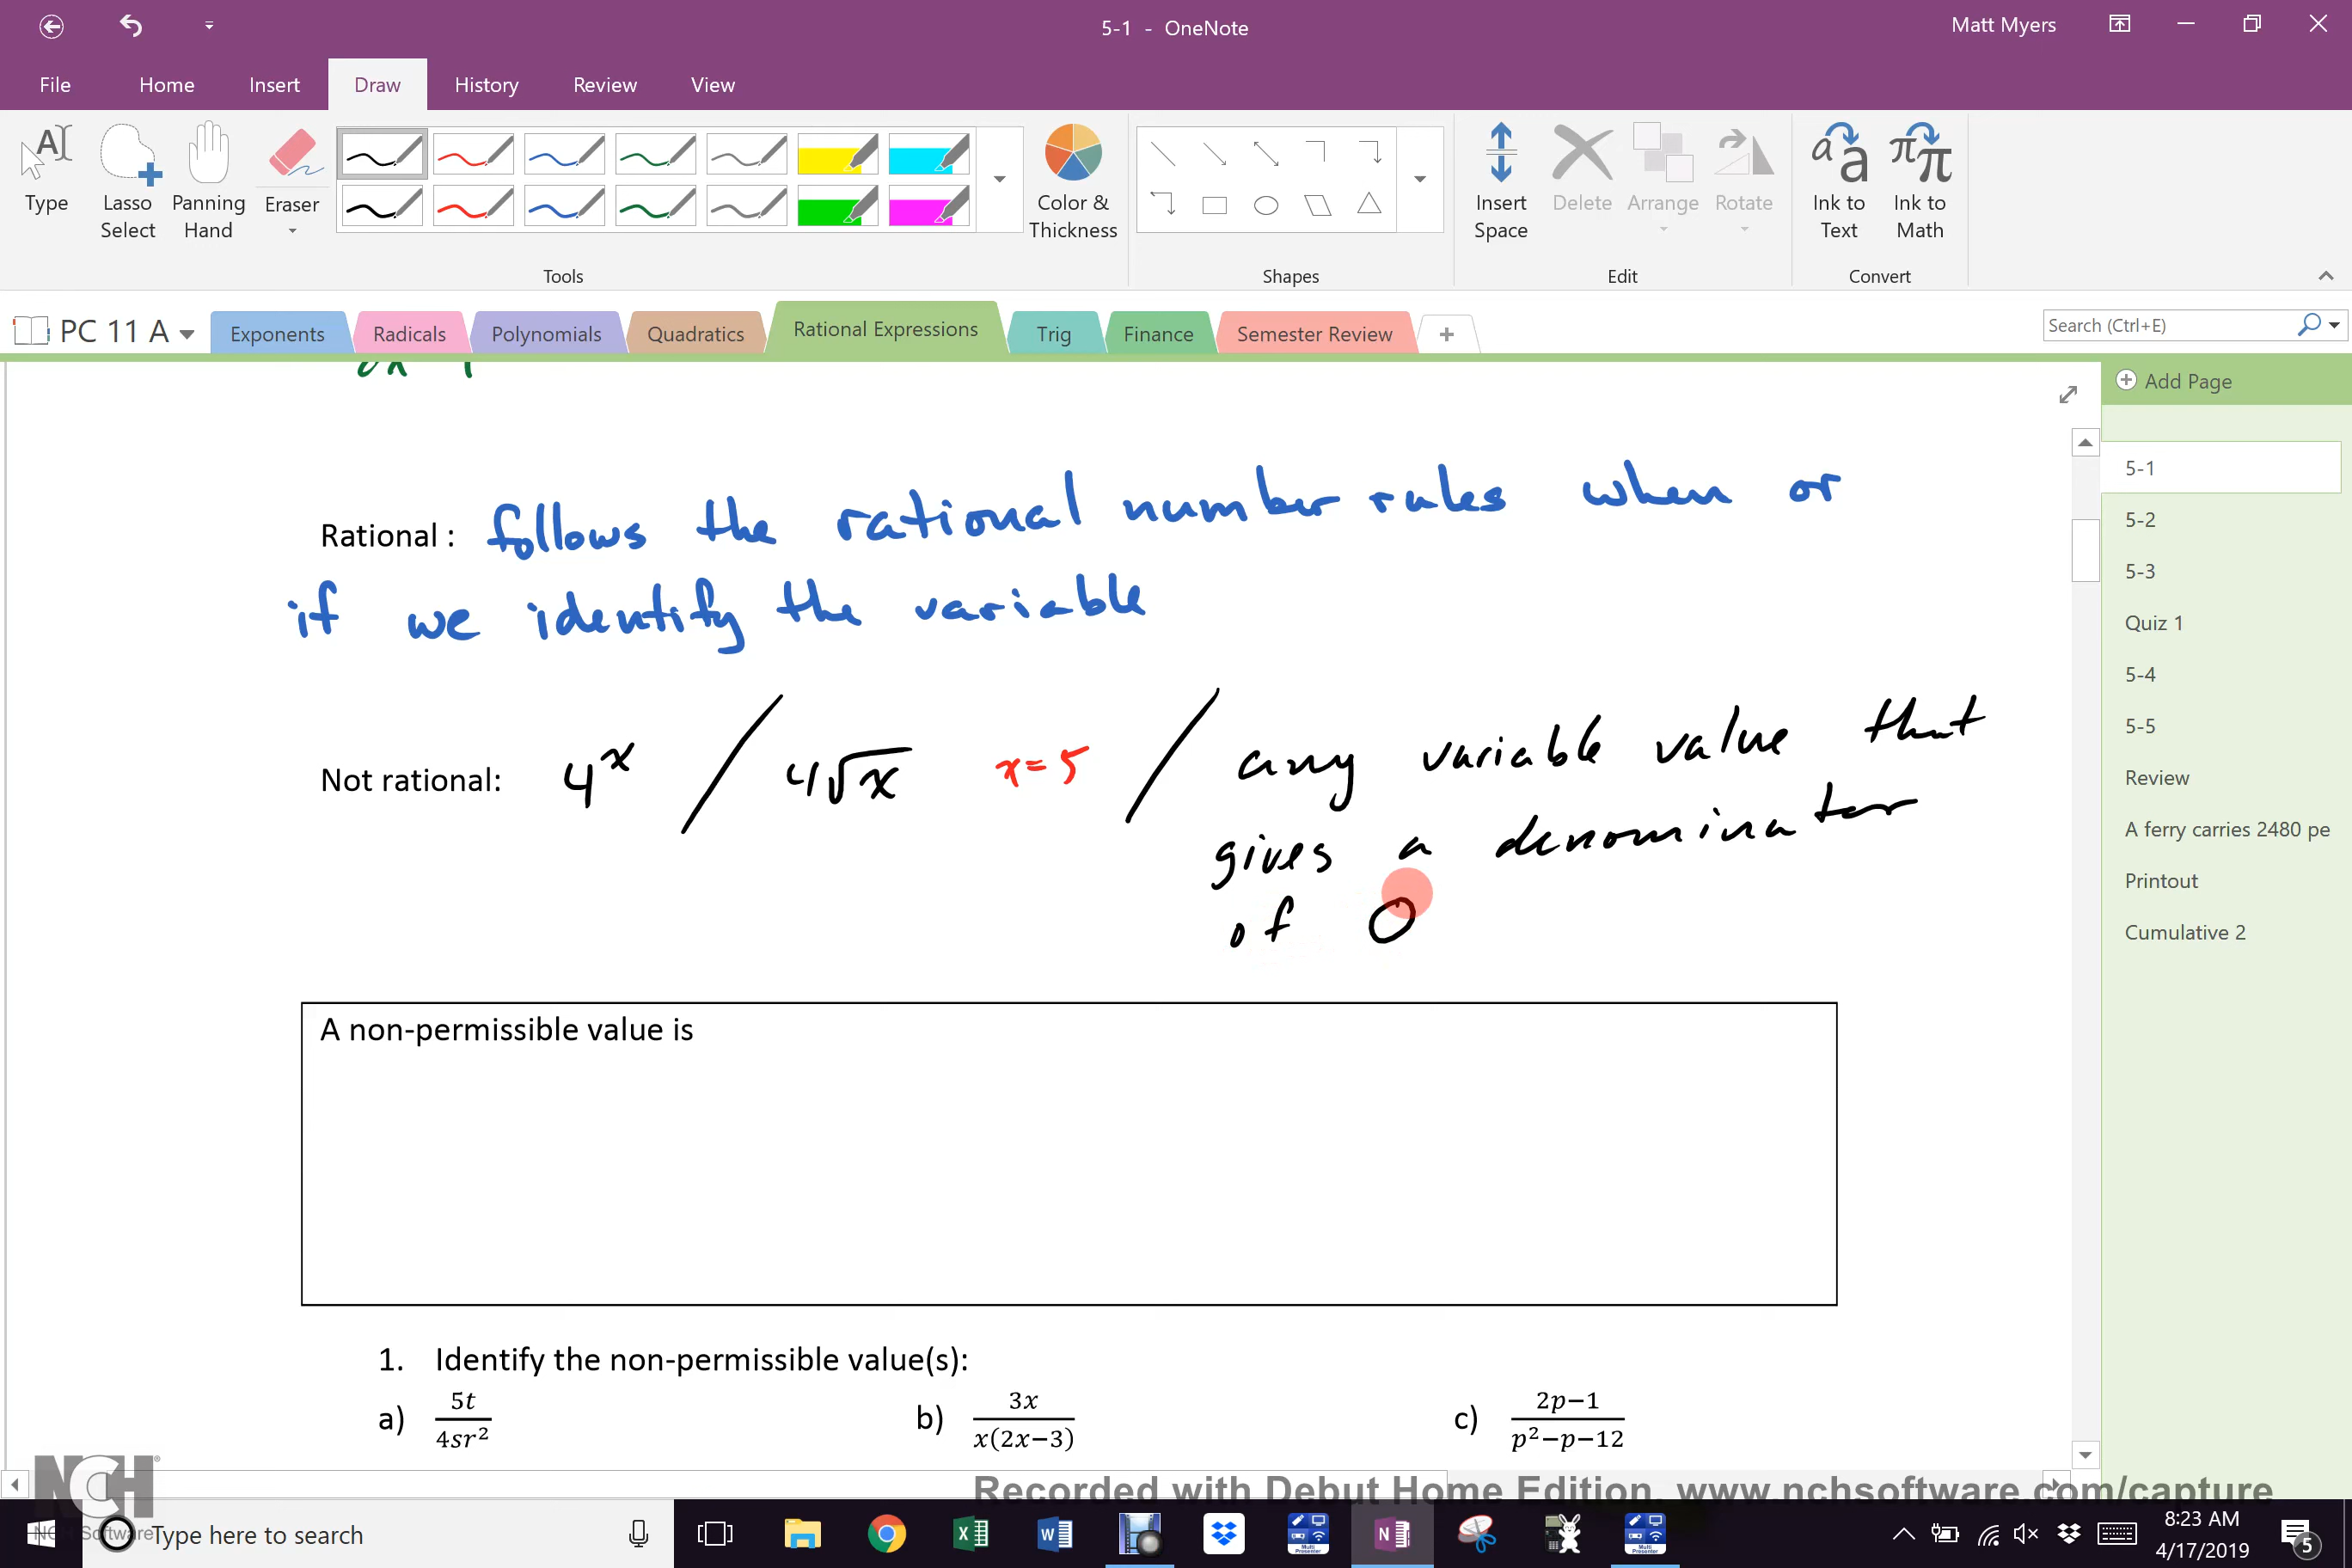 5-1 - OneNote
Matt Myers
File Home Insert Draw History Review View
Type
Lasso Select
Panning Hand
Eraser
Color & Thickness
Insert Space
Delete
Arrange
Rotate
Ink to Text
Ink to Math
Tools
Shapes
Edit
Convert
PC 11 A
Exponents Radicals Polynomials Quadratics Rational Expressions Trig Finance Semester Review +
Search (Ctrl+E)
Add Page
5-1
5-2
5-3
Quiz 1
5-4
5-5
Review
A ferry carries 2480 pe
Printout
Cumulative 2
Rational : follows the rational number rules when or
if we identify the variable
Not rational: 4^x / 4√x x=5 / any variable value that
gives a denominator
of 0
A non-permissible value is
1. Identify the non-permissible value(s):
a) 5t/4sr² b) 3x/x(2x−3) c) 2p−1/p²−p−12
NCH®
NCH Software
Recorded with Debut Home Edition. www.nchsoftware.com/capture
Type here to search
8:23 AM
4/17/2019
5